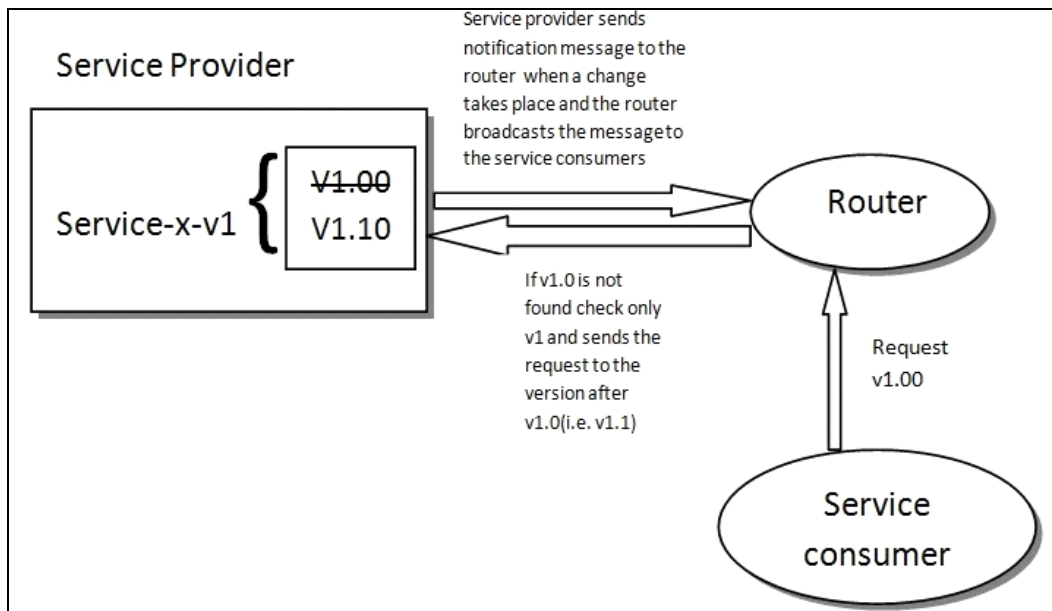 Service provider sends
notification message to the
router when a change
takes place and the router
broadcasts the message to
the service consumers
Service Provider
Service-x-v1
V1.00
V1.10
Router
If v1.0 is not
found check only
v1 and sends the
request to the
version after
v1.0(i.e. v1.1)
Request
v1.00
Service
consumer